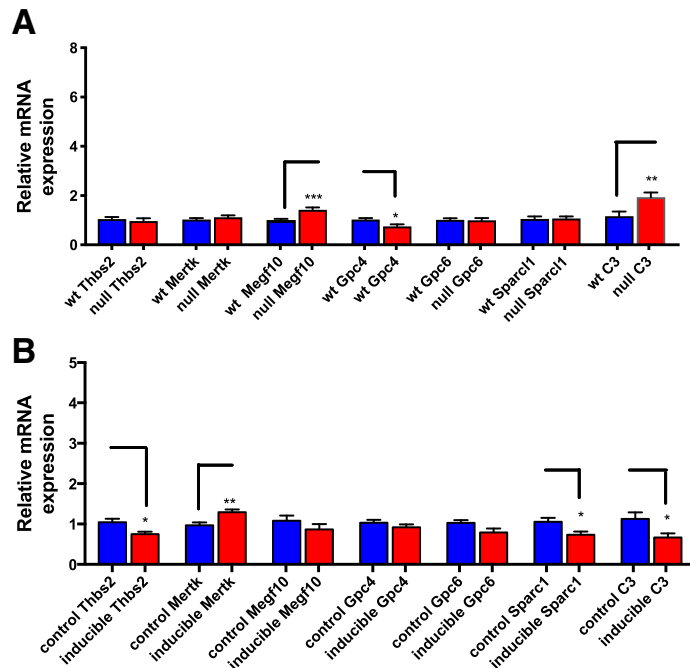 A
Relative mRNA
expression
8
6
4
2
0
***
*
**
wt Thbs2
null Thbs2
wt Mertk
null Mertk
wt Megf10
null Megf10
wt Gpc4
wt Gpc4
wt Gpc6
null Gpc6
wt Sparcl1
null Sparcl1
wt C3
null C3
B
Relative mRNA
expression
5
4
3
2
1
0
*
**
*
*
control Thbs2
inducible Thbs2
control Mertk
inducible Mertk
control Megf10
inducible Megf10
control Gpc4
inducible Gpc4
control Gpc6
inducible Gpc6
control Sparc1
inducible Sparc1
control C3
inducible C3